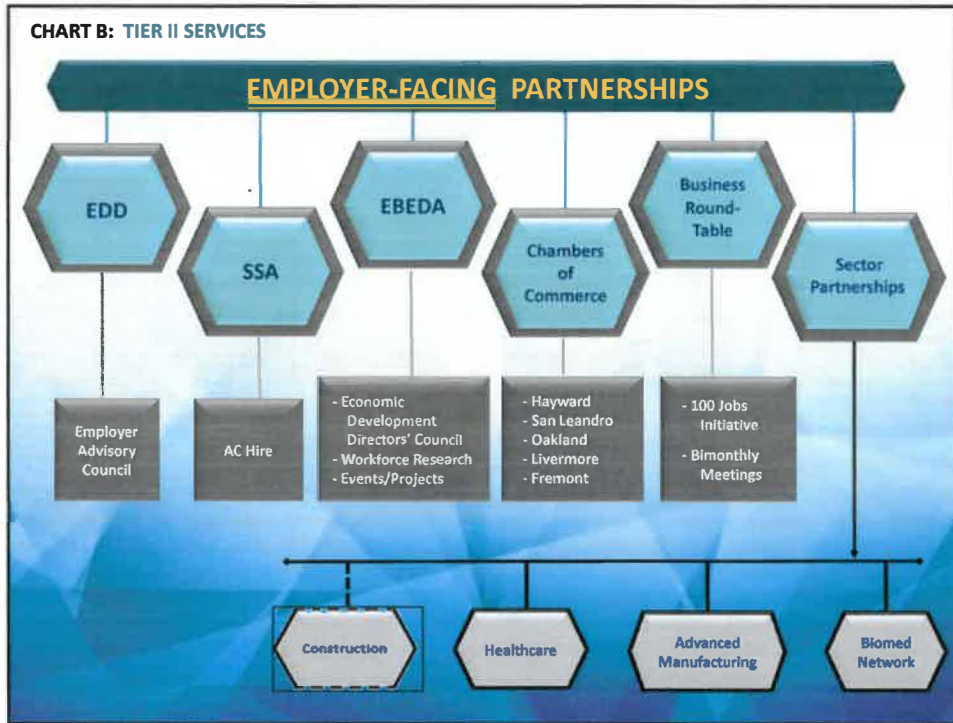 CHART B: TIER II SERVICES
EMPLOYER-FACING PARTNERSHIPS
EDD
SSA
EBEDA
Chambers
of
Commerce
Business
Round-
Table
Sector
Partnerships
Employer
Advisory
Council
AC Hire
- Economic
Development
Directors' Council
- Workforce Research
- Events/Projects
- Hayward
- San Leandro
- Oakland
- Livermore
- Fremont
- 100 Jobs
Initiative
- Bimonthly
Meetings
Construction
Healthcare
Advanced
Manufacturing
Biomed
Network